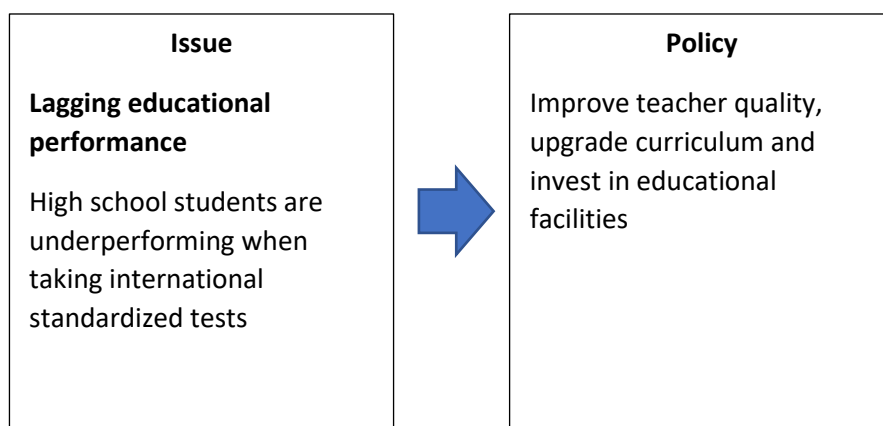 Issue
Lagging educational
performance
High school students are
underperforming when
taking international
standardized tests
Policy
Improve teacher quality,
upgrade curriculum and
invest in educational
facilities